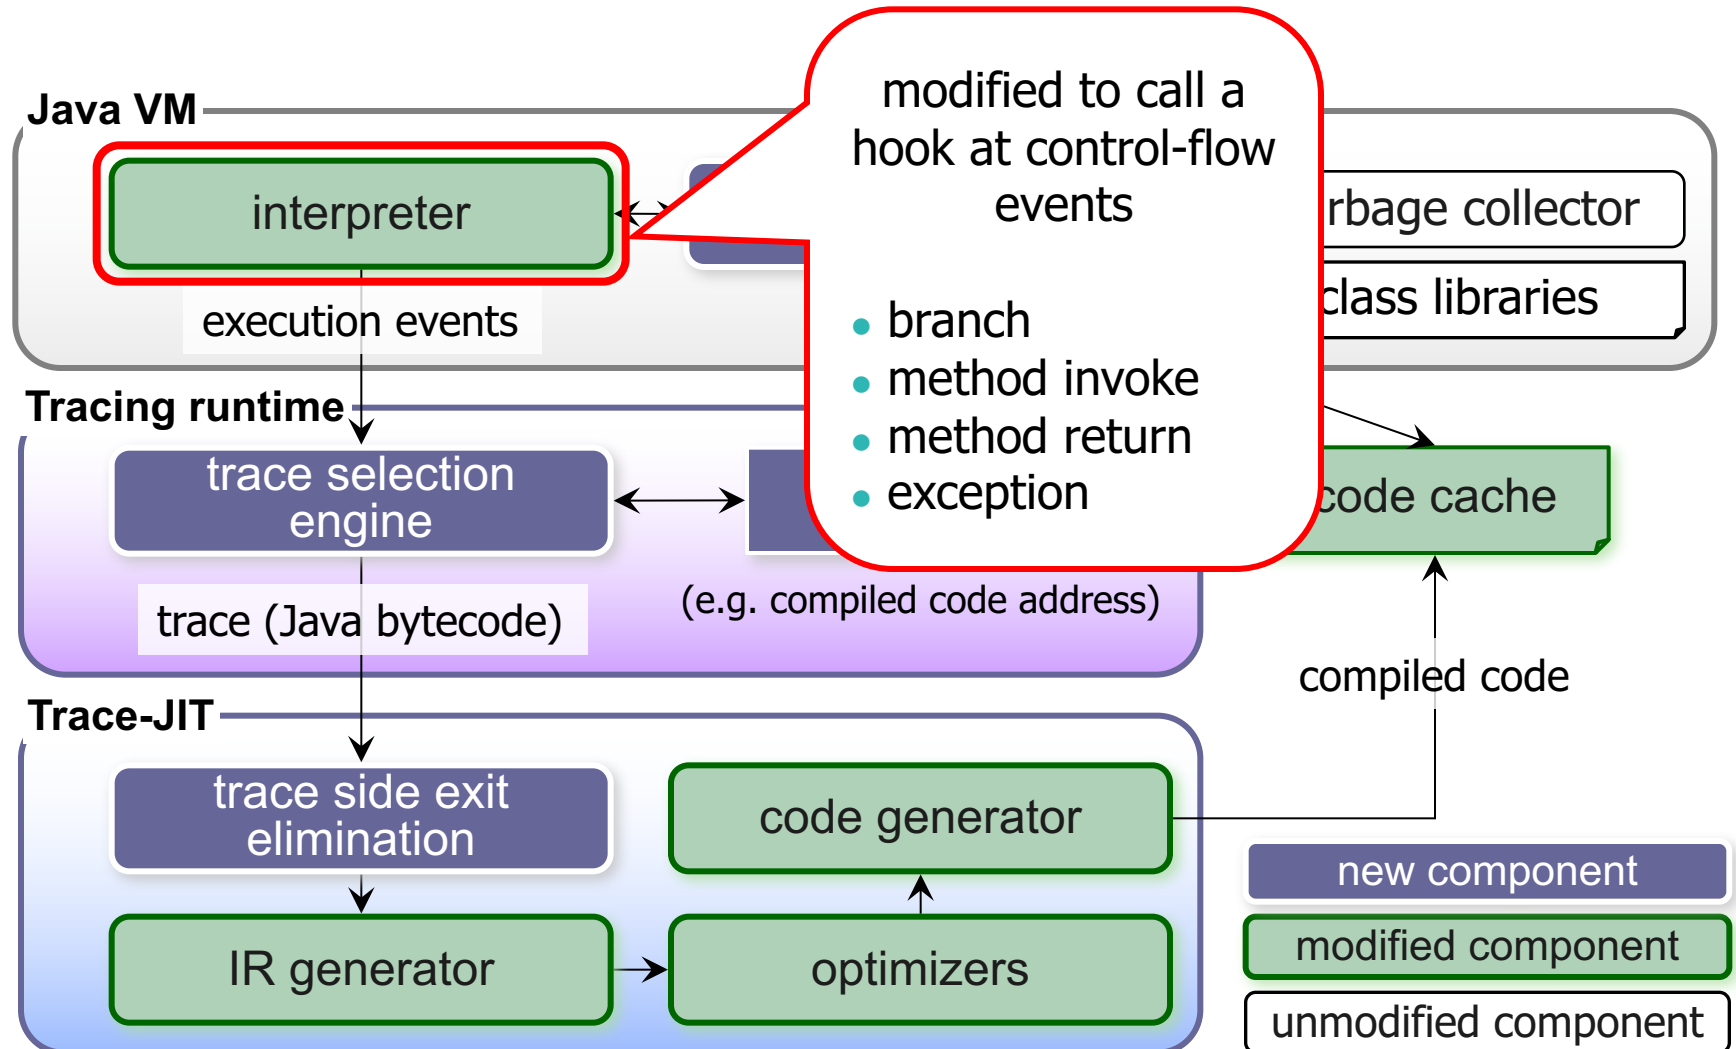 Java VM
interpreter
execution events
modified to call a
hook at control-flow
events
branch
method invoke
method return
exception
collector
class libraries
Tracing runtime
trace selection
engine
code cache
(e.g. compiled code address)
trace (Java bytecode)
compiled code
Trace-JIT
trace side exit
elimination
code generator
IR generator
optimizers
new component
modified component
unmodified component